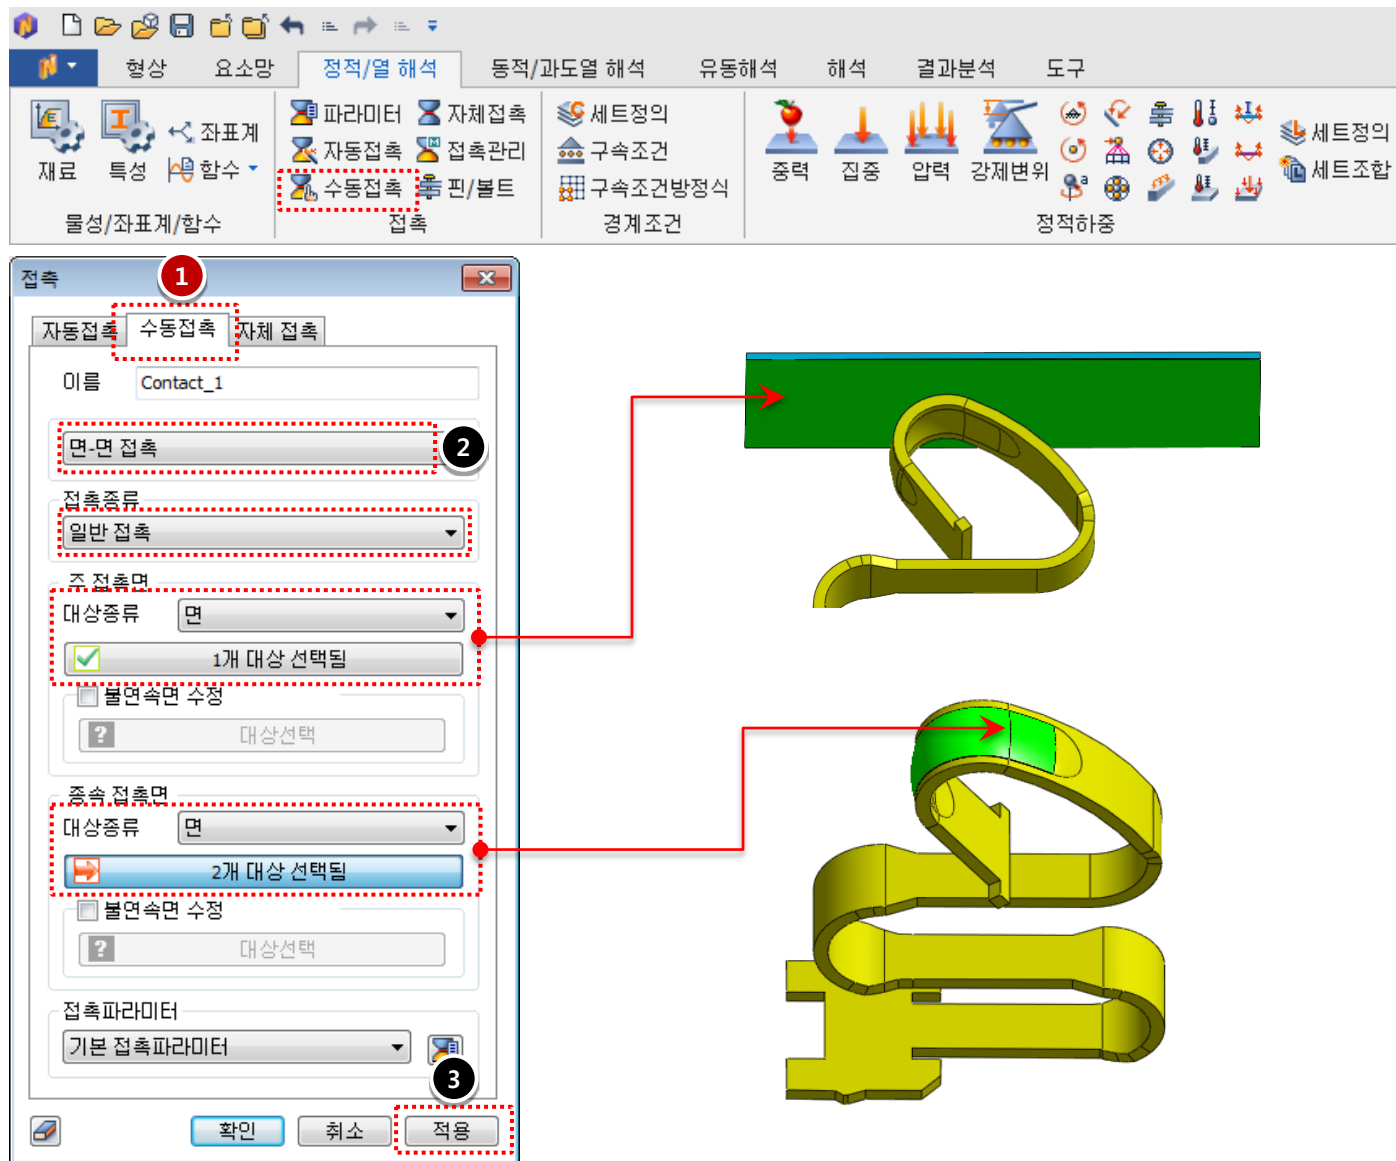 형상 요소망 정적/열 해석 동적/과도열 해석 유동해석 해석 결과분석 도구
재료
특성
좌표계
함수
물성/좌표계/함수
파라미터
자체접촉
자동접촉
접촉관리
수동접촉
핀/볼트
접촉
세트정의
구속조건
구속조건방정식
경계조건
중력
집중
압력
강제변위
정적하중
세트정의
세트조합
접촉
1
자동접촉 수동접촉 자체 접촉
이름 Contact_1
면-면 접촉
2
접촉종류
일반 접촉
주 접촉면
대상종류 면
1개 대상 선택됨
불연속면 수정
? 대상선택
종속 접촉면
대상종류 면
2개 대상 선택됨
불연속면 수정
? 대상선택
접촉파라미터
기본 접촉파라미터
3
확인 취소 적용